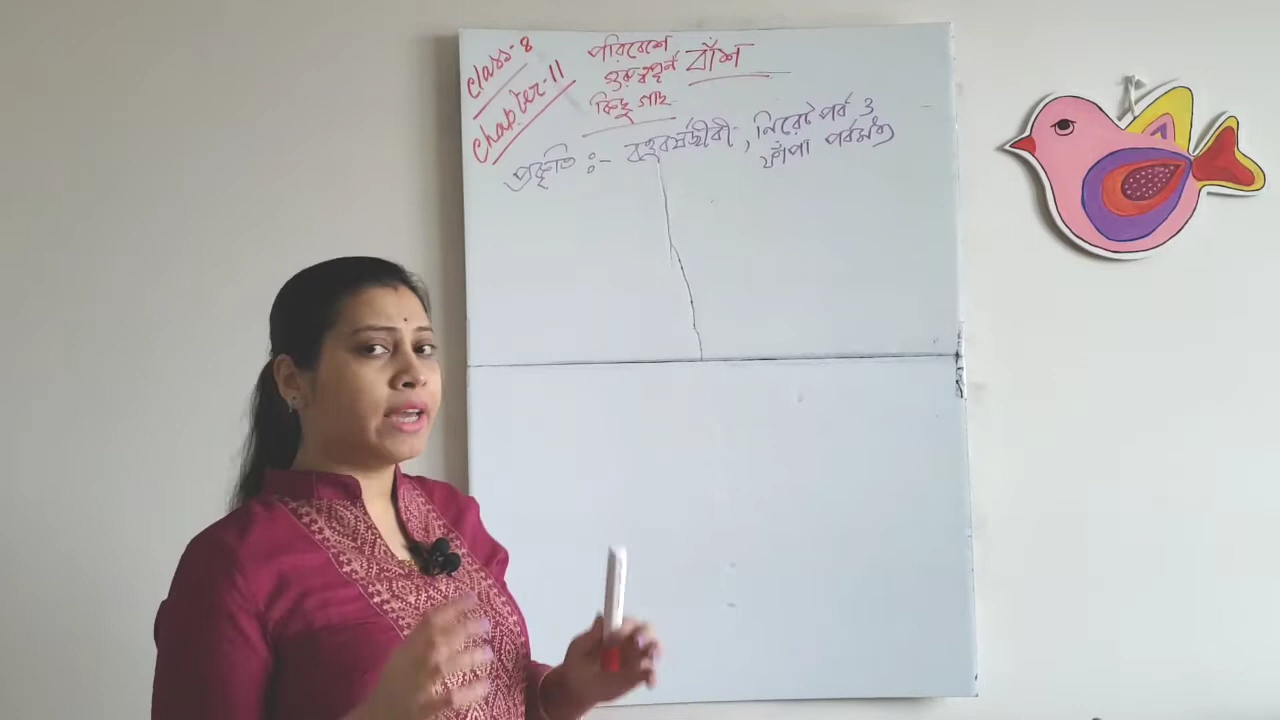 Class-8
Chapter-11
পরিবেশে
গুরুত্বপূর্ণ
কিছু গাছ
বাঁশ
প্রকৃতি :- বহুবর্ষজীবী, নিরেট পর্ব ও
ফাঁপা পর্বমধ্য